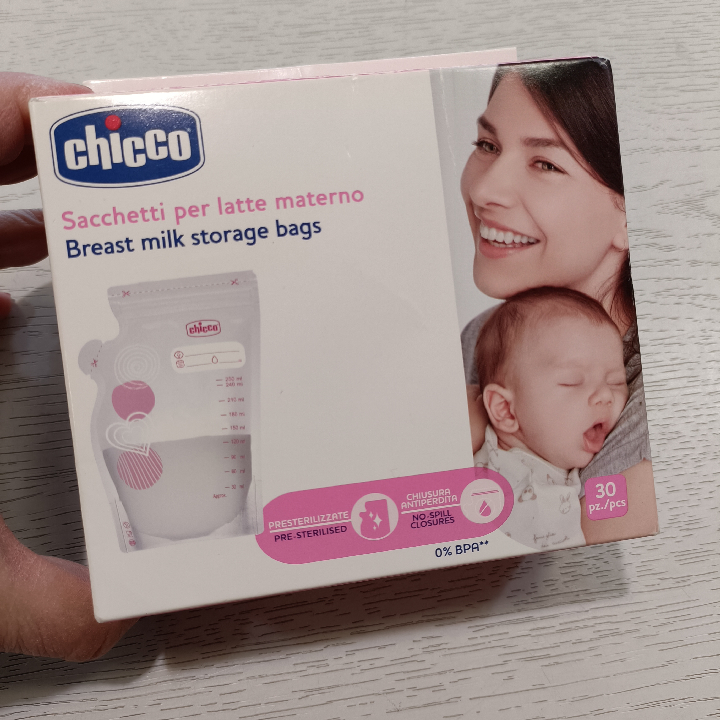 chicco
Sacchetti per latte materno
Breast milk storage bags
chicco
PRESTERILIZZATE
PRE-STERILISED
CHIUSURA
ANTIPERDITA
NO-SPILL
CLOSURES
0% BPA**
30
pz./pcs